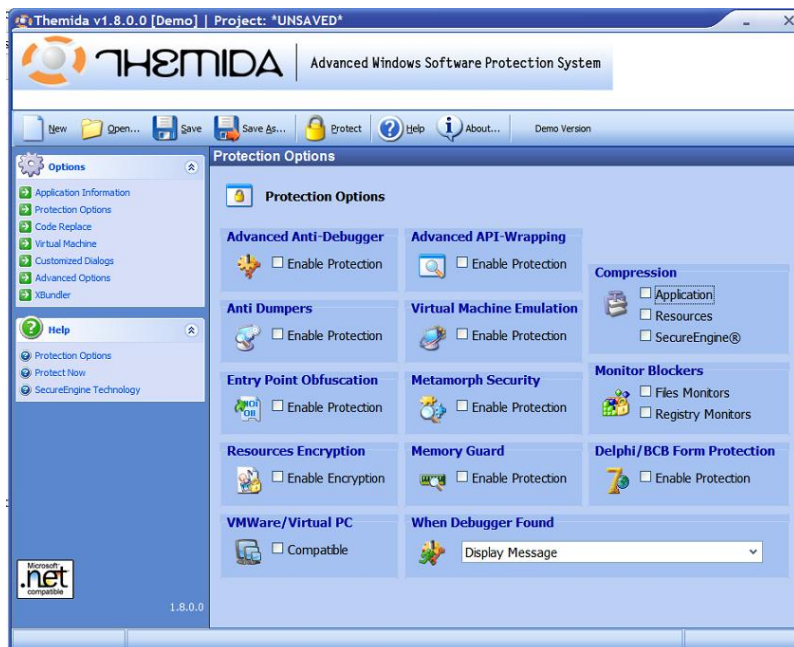 Themida v1.8.0.0 [Demo] | Project: *UNSAVED*
THEMIDA
Advanced Windows Software Protection System
New Open... Save Save As... Protect Help About... Demo Version
Options
Application Information
Protection Options
Code Replace
Virtual Machine
Customized Dialogs
Advanced Options
XBundler
Help
Protection Options
Protect Now
SecureEngine Technology
Microsoft
.net
compatible
1.8.0.0
Protection Options
Protection Options
Advanced Anti-Debugger
Enable Protection
Advanced API-Wrapping
Enable Protection
Compression
Application
Resources
SecureEngine®
Anti Dumpers
Enable Protection
Virtual Machine Emulation
Enable Protection
Monitor Blockers
Files Monitors
Registry Monitors
Entry Point Obfuscation
Enable Protection
Metamorph Security
Enable Protection
Resources Encryption
Enable Encryption
Memory Guard
Enable Protection
Delphi/BCB Form Protection
Enable Protection
VMWare/Virtual PC
Compatible
When Debugger Found
Display Message